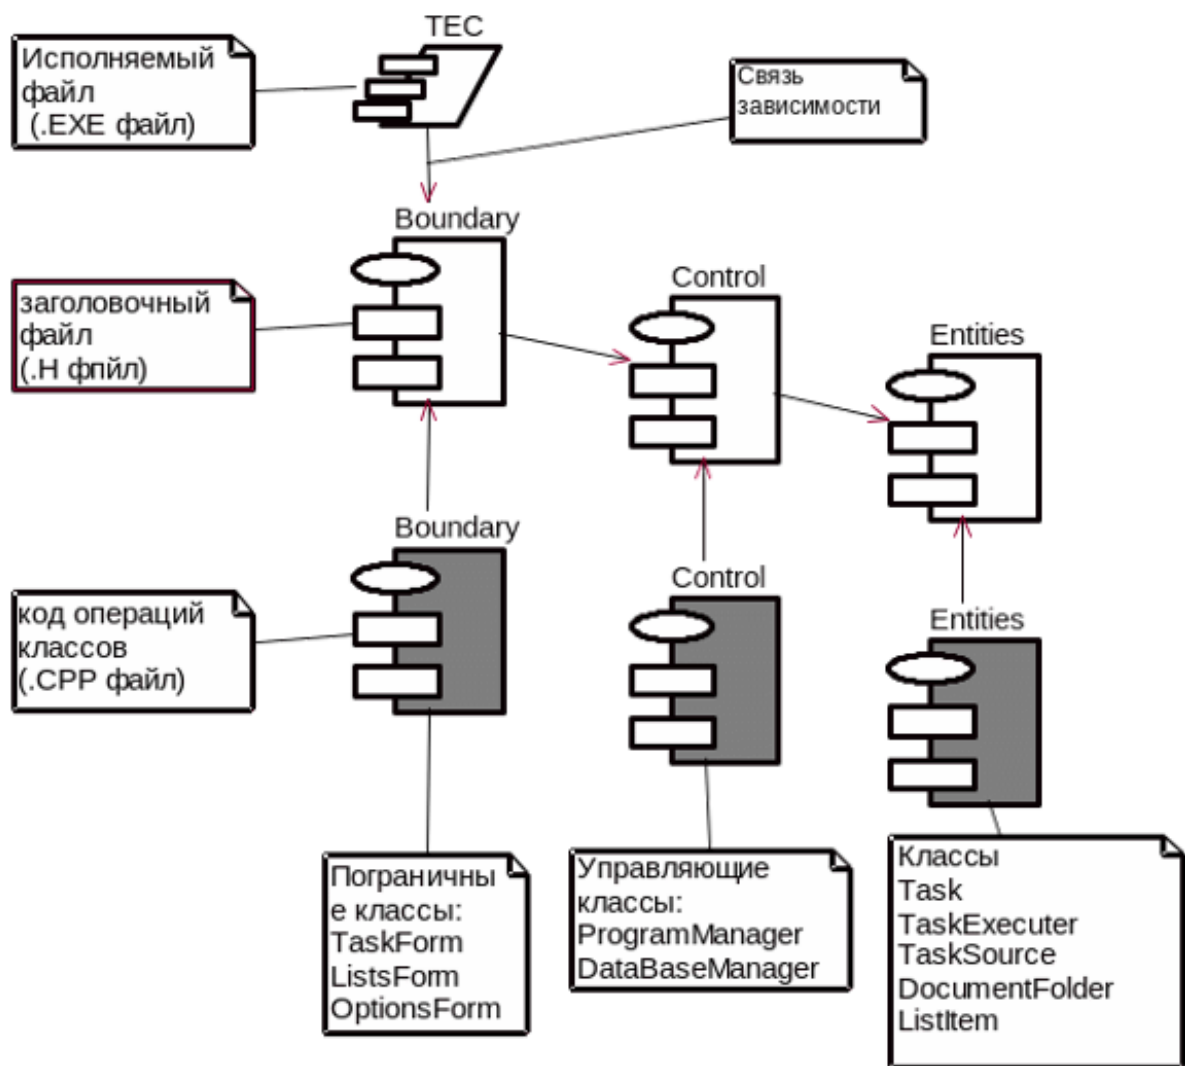 TEC
Исполняемый
файл
(.EXE файл)
Связь
зависимости
Boundary
заголовочный
файл
(.H фпйл)
Control
Entities
Boundary
код операций
классов
(.CPP файл)
Control
Entities
Пограничны
е классы:
TaskForm
ListsForm
OptionsForm
Управляющие
классы:
ProgramManager
DataBaseManager
Классы
Task
TaskExecuter
TaskSource
DocumentFolder
ListItem